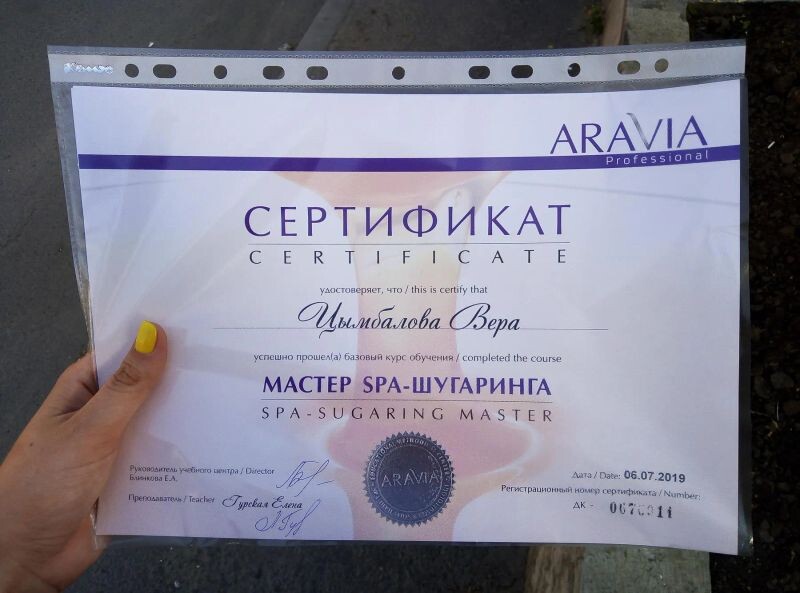 ARAVIA
Professional
СЕРТИФИКАТ
CERTIFICATE
удостоверяет, что / this is certify that
Цымбалова Вера
успешно прошел(а) базовый курс обучения / completed the course
МАСТЕР SPA-ШУГАРИНГА
SPA-SUGARING MASTER
Руководитель учебного центра / Director
Блинкова Е.А.
Преподаватель / Teacher Гурская Елена
ARAVIA
Дата / Date: 06.07.2019
Регистрационный номер сертификата / Number:
ДК -